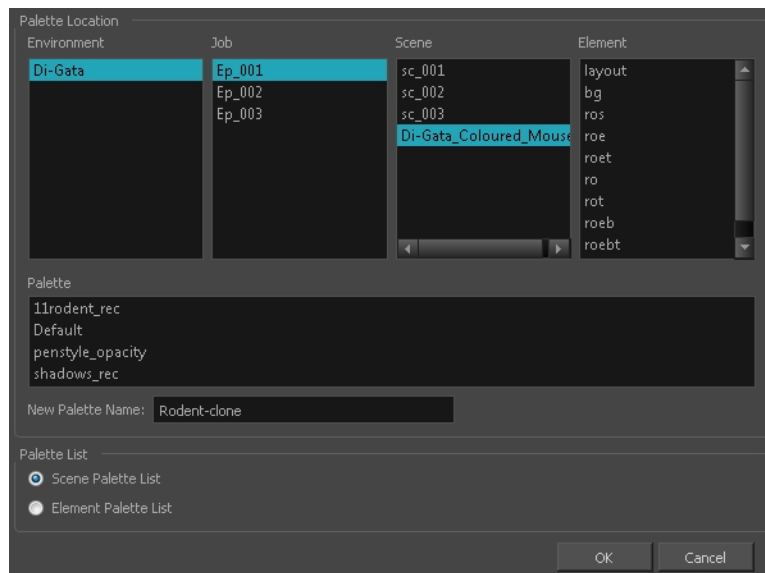 Palette Location
Environment
Job
Scene
Element
Di-Gata
Ep_001
Ep_002
Ep_003
sc_001
sc_002
sc_003
Di-Gata_Coloured_Mouse
layout
bg
ros
roe
roet
ro
rot
roeb
roebt
Palette
11rodent_rec
Default
penstyle_opacity
shadows_rec
New Palette Name: Rodent-clone
Palette List
Scene Palette List
Element Palette List
OK Cancel